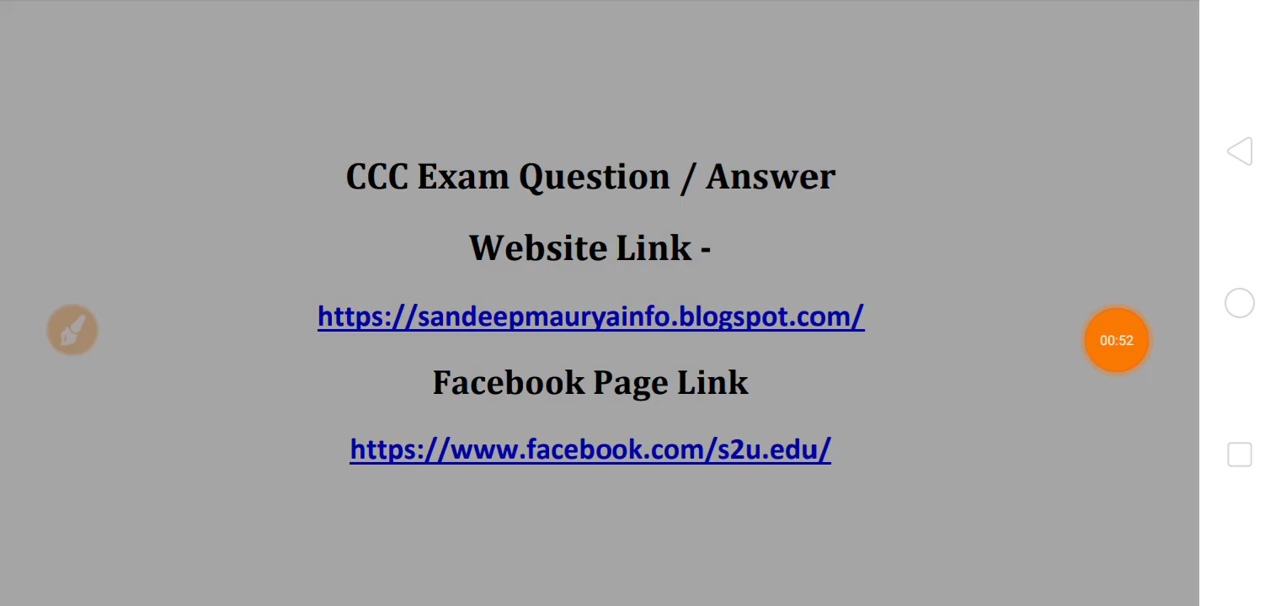 CCC Exam Question / Answer
Website Link -
https://sandeepmauryainfo.blogspot.com/
00:52
Facebook Page Link
https://www.facebook.com/s2u.edu/